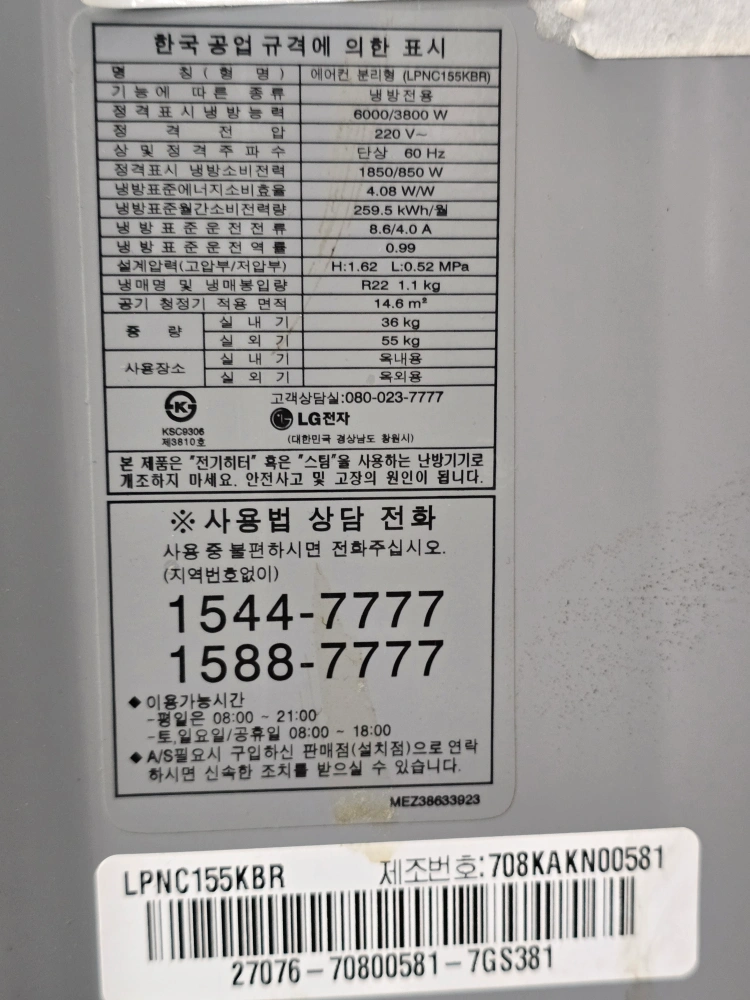 한국 공업 규격에 의한 표시
명 칭 ( 형 명 ) 에어컨 분리형 (LPNC155KBR)
기능에 따른 종류 냉방전용
정격표시냉방능력 6000/3800 W
정 격 전 압 220 V~
상 및 정격주파수 단상 60 Hz
정격표시 냉방소비전력 1850/850 W
냉방표준에너지소비효율 4.08 W/W
냉방표준월간소비전력량 259.5 kWh/월
냉방표준운전전류 8.6/4.0 A
냉방표준운전역률 0.99
설계압력(고압부/저압부) H:1.62 L:0.52 MPa
냉매명 및 냉매봉입량 R22 1.1 kg
공기 청정기 적용 면적 14.6 m²
중 량 실 내 기 36 kg
실 외 기 55 kg
사용장소 실 내 기 옥내용
실 외 기 옥외용
고객상담실:080-023-7777
K
LG전자
KSC9306
제3810호
(대한민국 경상남도 창원시)
본 제품은 "전기히터" 혹은 "스팀"을 사용하는 난방기기로
개조하지 마세요. 안전사고 및 고장의 원인이 됩니다.
※ 사용법 상담 전화
사용 중 불편하시면 전화주십시오.
(지역번호없이)
1544-7777
1588-7777
◆ 이용가능시간
-평일은 08:00 ~ 21:00
-토,일요일/공휴일 08:00 ~ 18:00
◆ A/S필요시 구입하신 판매점(설치점)으로 연락
하시면 신속한 조치를 받으실 수 있습니다.
MEZ38633923
LPNC155KBR 제조번호:708KAKN00581
27076-70800581-7GS381